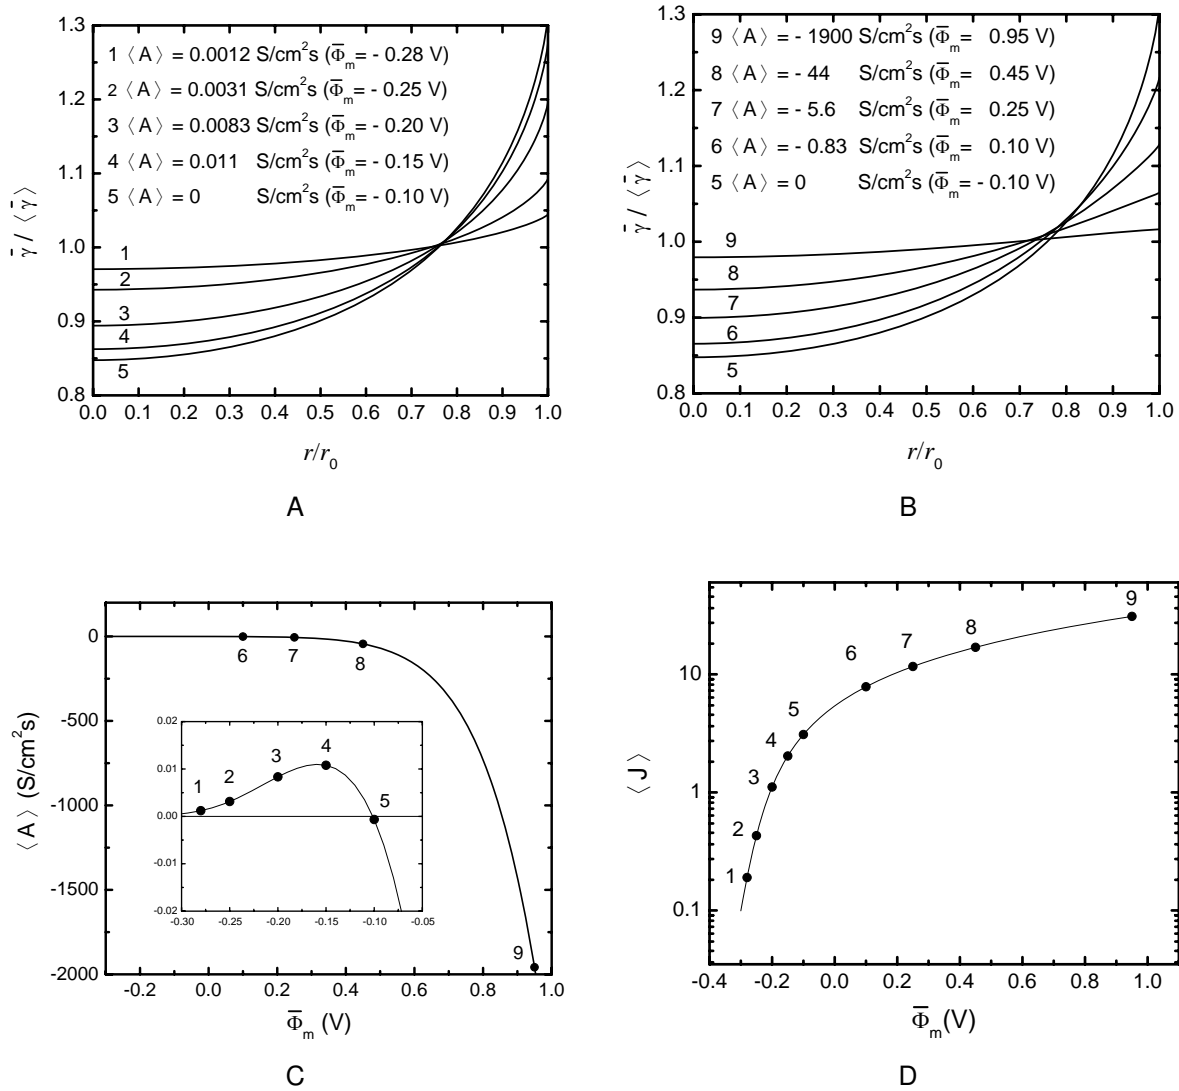 1 ⟨A⟩ = 0.0012 S/cm²s (Φ̅m = - 0.28 V)
2 ⟨A⟩ = 0.0031 S/cm²s (Φ̅m = - 0.25 V)
3 ⟨A⟩ = 0.0083 S/cm²s (Φ̅m = - 0.20 V)
4 ⟨A⟩ = 0.011 S/cm²s (Φ̅m = - 0.15 V)
5 ⟨A⟩ = 0 S/cm²s (Φ̅m = - 0.10 V)
1.3
1.2
1.1
1.0
0.9
0.8
γ̅ / ⟨γ̅⟩
1
2
3
4
5
0.0 0.1 0.2 0.3 0.4 0.5 0.6 0.7 0.8 0.9 1.0
r/r₀
A
9 ⟨A⟩ = - 1900 S/cm²s (Φ̅m = 0.95 V)
8 ⟨A⟩ = - 44 S/cm²s (Φ̅m = 0.45 V)
7 ⟨A⟩ = - 5.6 S/cm²s (Φ̅m = 0.25 V)
6 ⟨A⟩ = - 0.83 S/cm²s (Φ̅m = 0.10 V)
5 ⟨A⟩ = 0 S/cm²s (Φ̅m = - 0.10 V)
1.3
1.2
1.1
1.0
0.9
0.8
γ̅ / ⟨γ̅⟩
9
8
7
6
5
0.0 0.1 0.2 0.3 0.4 0.5 0.6 0.7 0.8 0.9 1.0
r/r₀
B
0
-500
-1000
-1500
-2000
⟨A⟩ (S/cm²s)
6 7 8
9
0.02
0.01
0.00
-0.01
-0.02
1 2 3 4 5
-0.30 -0.25 -0.20 -0.15 -0.10 -0.05
-0.2 0.0 0.2 0.4 0.6 0.8 1.0
Φ̅m (V)
C
10
1
0.1
⟨J⟩
9
8
7
6
5
4
3
2
1
-0.4 -0.2 0.0 0.2 0.4 0.6 0.8 1.0
Φ̅m(V)
D